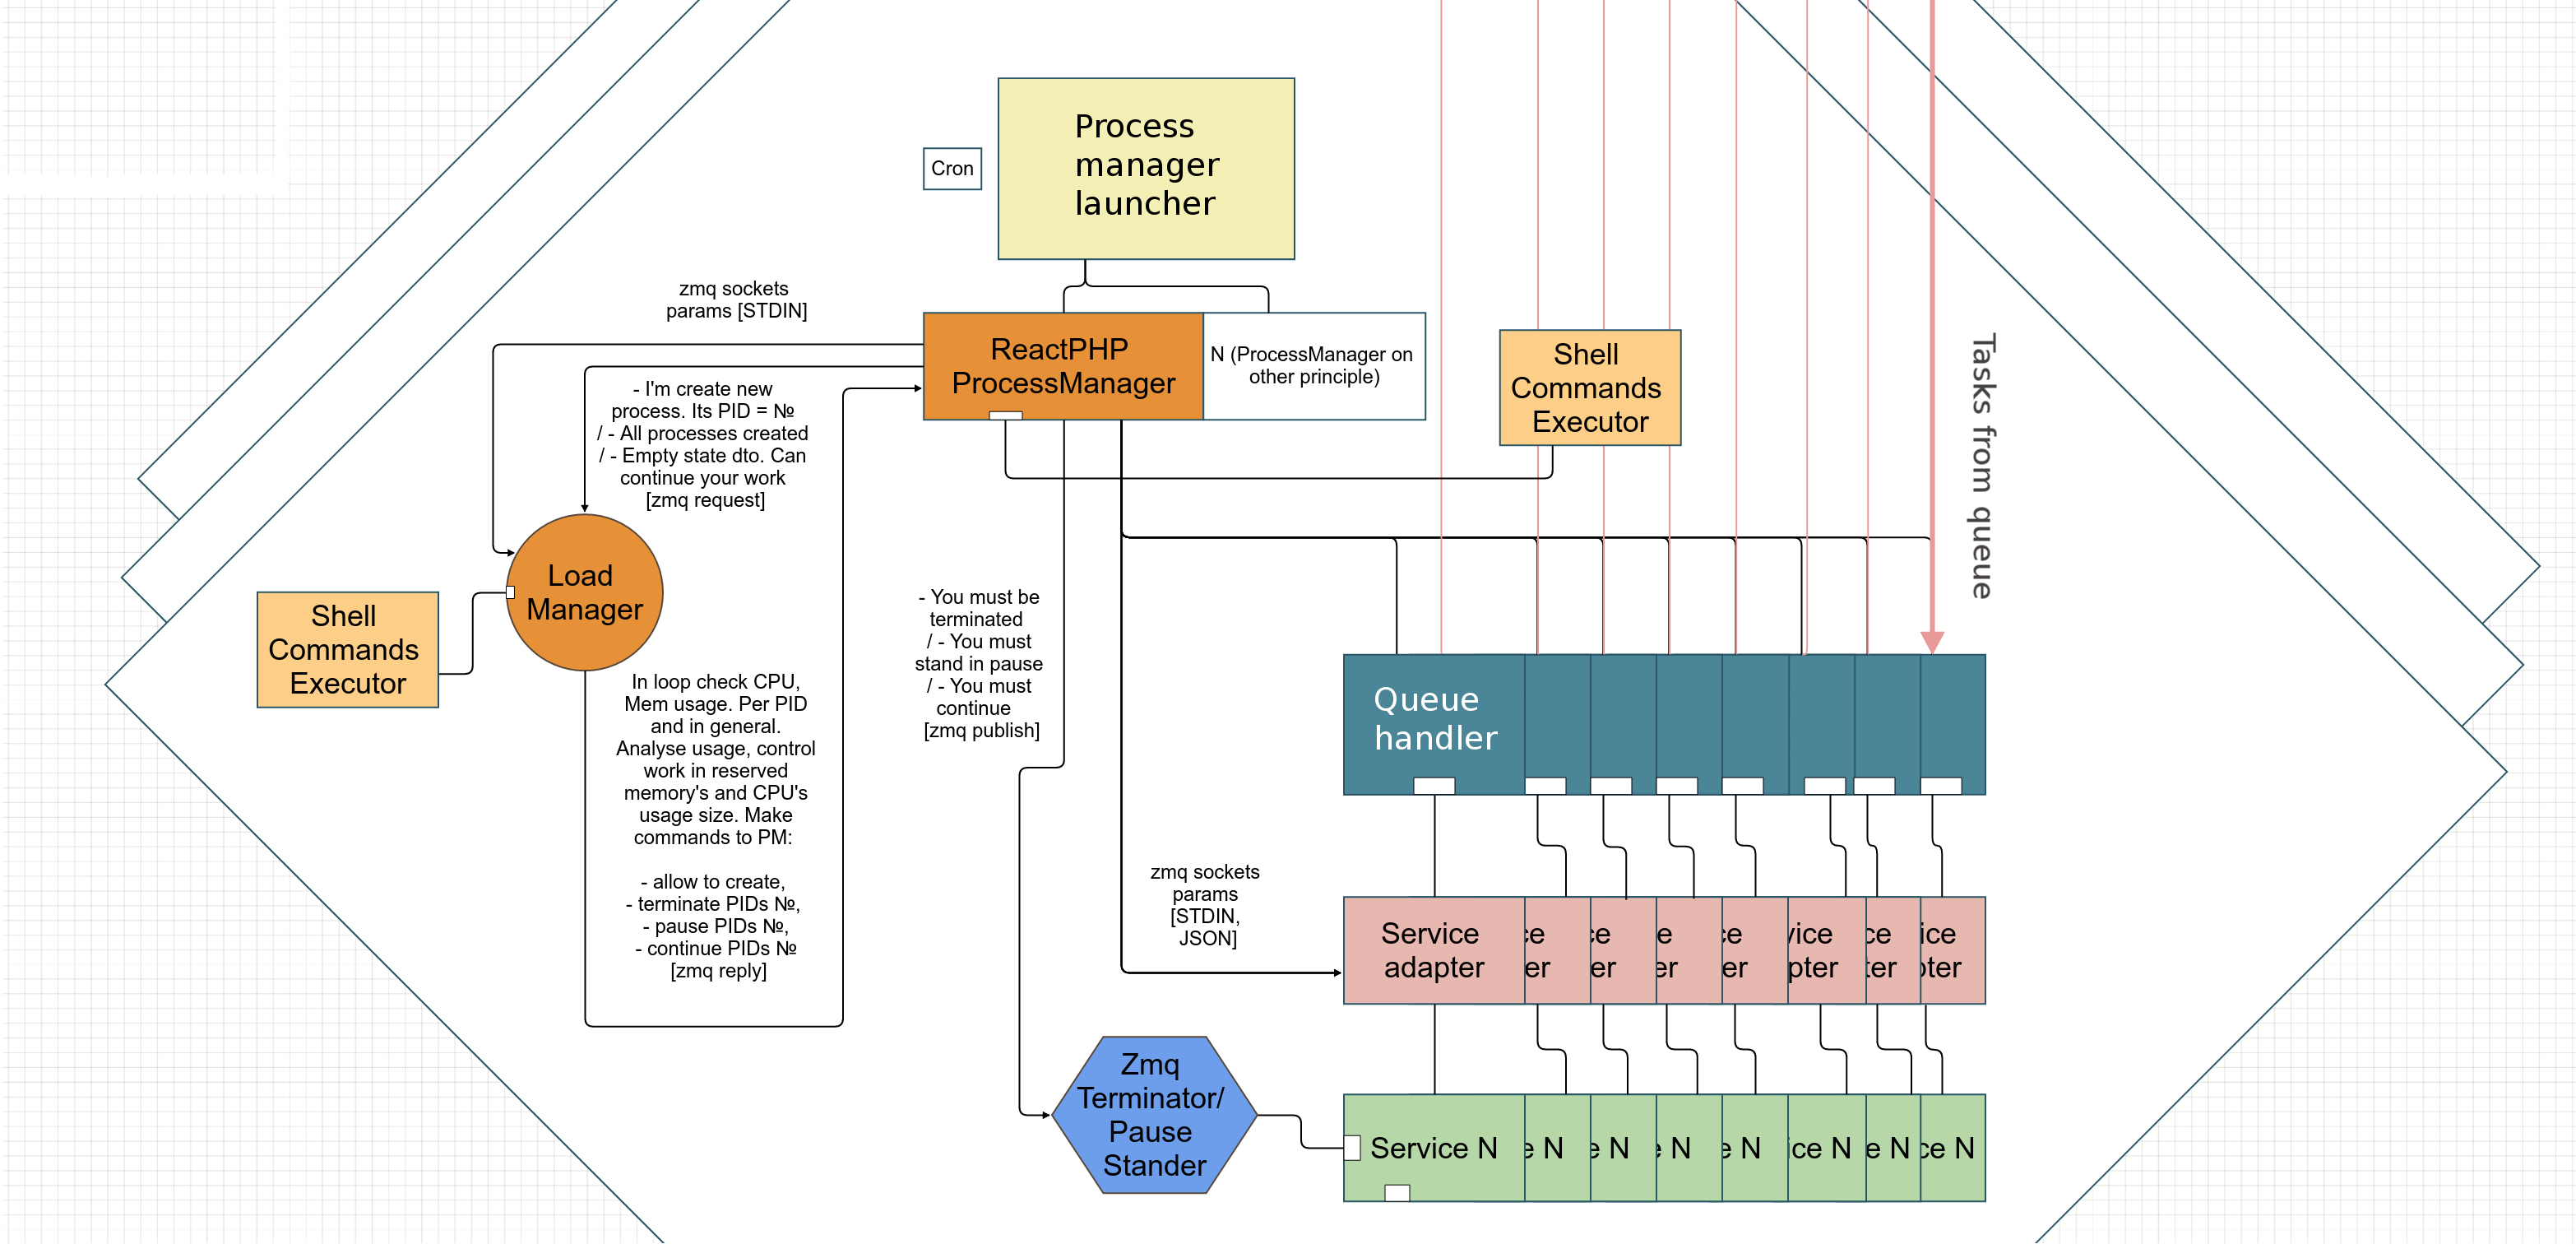 Process
manager
launcher
Cron
zmq sockets
params [STDIN]
ReactPHP
ProcessManager
N (ProcessManager on
other principle)
Shell
Commands
Executor
Tasks from queue
- I'm create new
process. Its PID = №
/ - All processes created
/ - Empty state dto. Can
continue your work
[zmq request]
Load
Manager
Shell
Commands
Executor
In loop check CPU,
Mem usage. Per PID
and in general.
Analyse usage, control
work in reserved
memory's and CPU's
usage size. Make
commands to PM:
- allow to create,
- terminate PIDs №,
- pause PIDs №,
- continue PIDs №
[zmq reply]
- You must be
terminated
/ - You must
stand in pause
/ - You must
continue
[zmq publish]
Queue
handler
zmq sockets
params
[STDIN,
JSON]
Service
adapter
ce
er
ce
er
e
er
ce
er
vice
pter
ce
ter
ice
pter
Zmq
Terminator/
Pause
Stander
Service N
e N
e N
e N
e N
ice N
e N
ce N